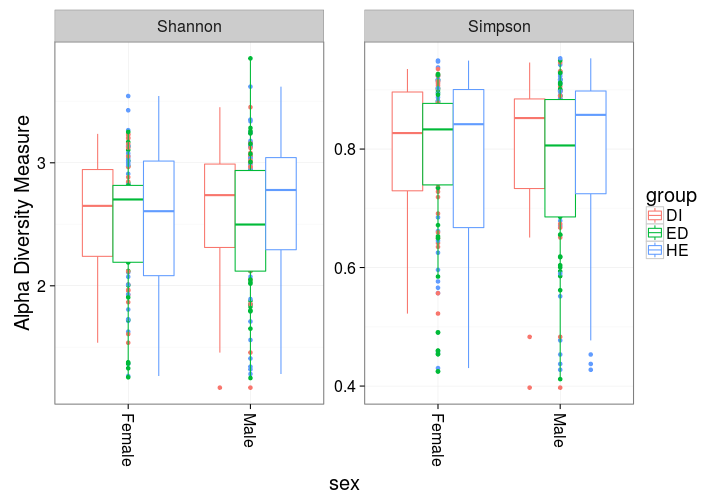 Shannon
Simpson
Alpha Diversity Measure
3
2
0.8
0.6
0.4
Female
Male
Female
Male
sex
group
DI
ED
HE